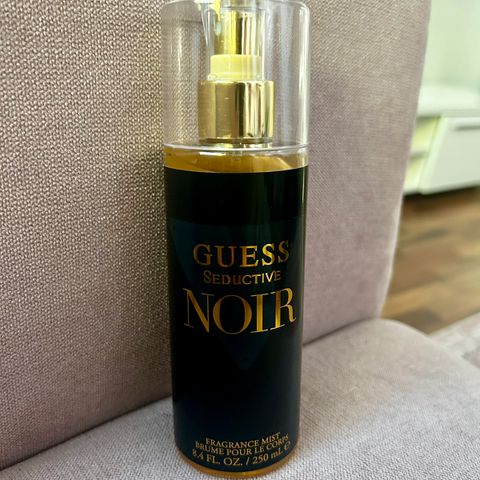 GUESS
SEDUCTIVE
NOIR
FRAGRANCE MIST
BRUME POUR LE CORPS
8.4 FL. OZ. / 250 mL ℮